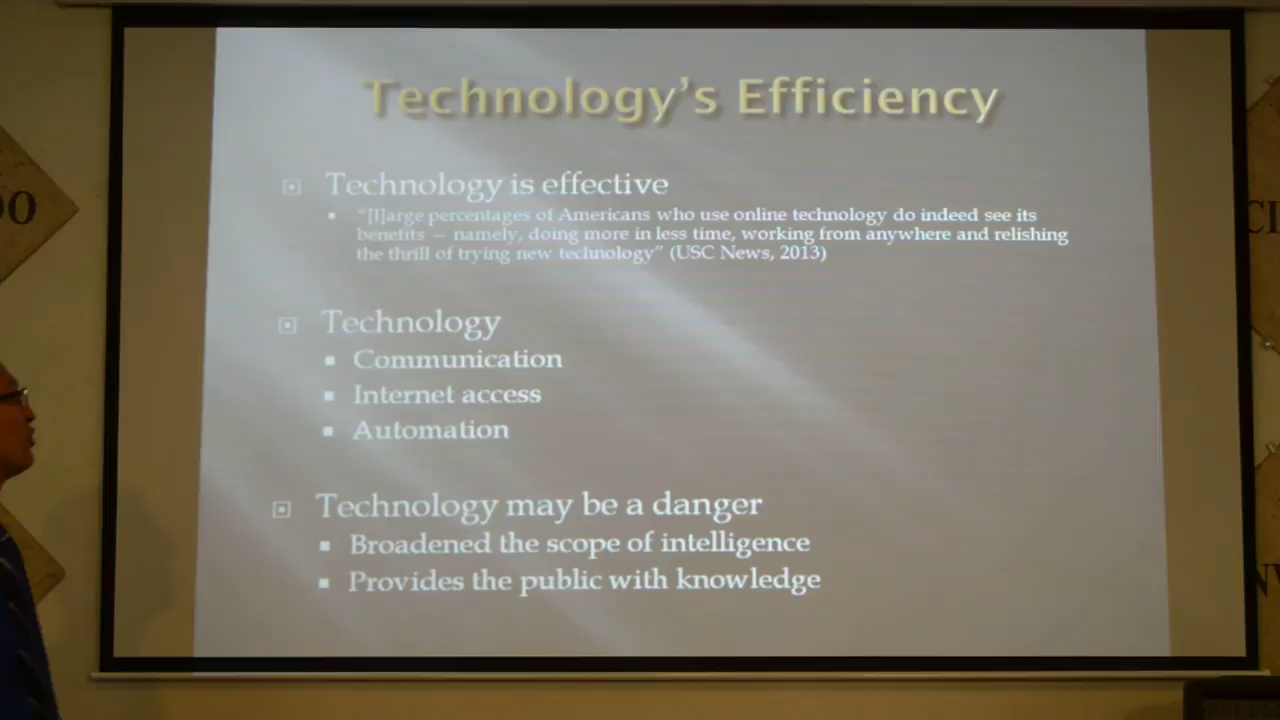 Technology's Efficiency
Technology is effective
"[l]arge percentages of Americans who use online technology do indeed see its
benefits — namely, doing more in less time, working from anywhere and relishing
the thrill of trying new technology" (USC News, 2013)
Technology
Communication
Internet access
Automation
Technology may be a danger
Broadened the scope of intelligence
Provides the public with knowledge